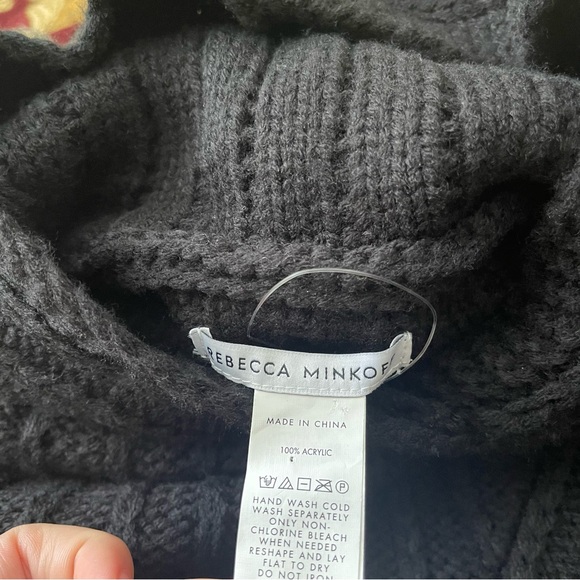 REBECCA MINKOF
MADE IN CHINA
100% ACRYLIC
HAND WASH COLD
WASH SEPARATELY
ONLY NON-
CHLORINE BLEACH
WHEN NEEDED
RESHAPE AND LAY
FLAT TO DRY
DO NOT IRON